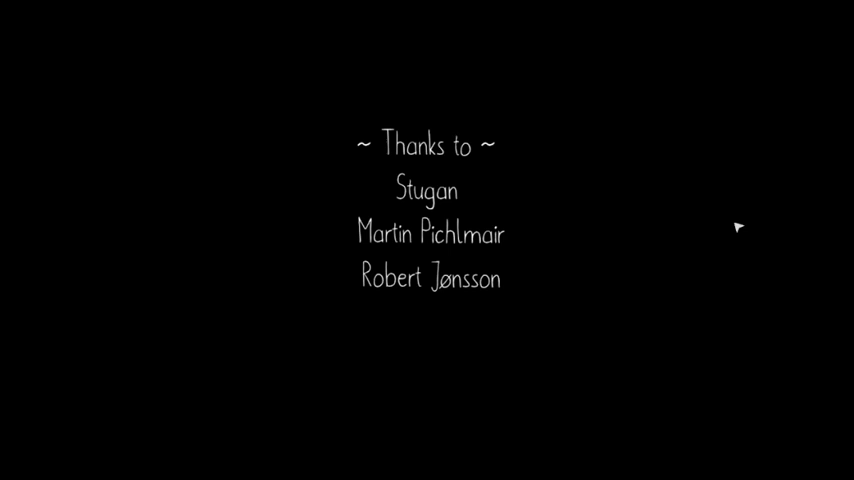 ~ Thanks to ~
Stugan
Martin Pichlmair
Robert Jønsson